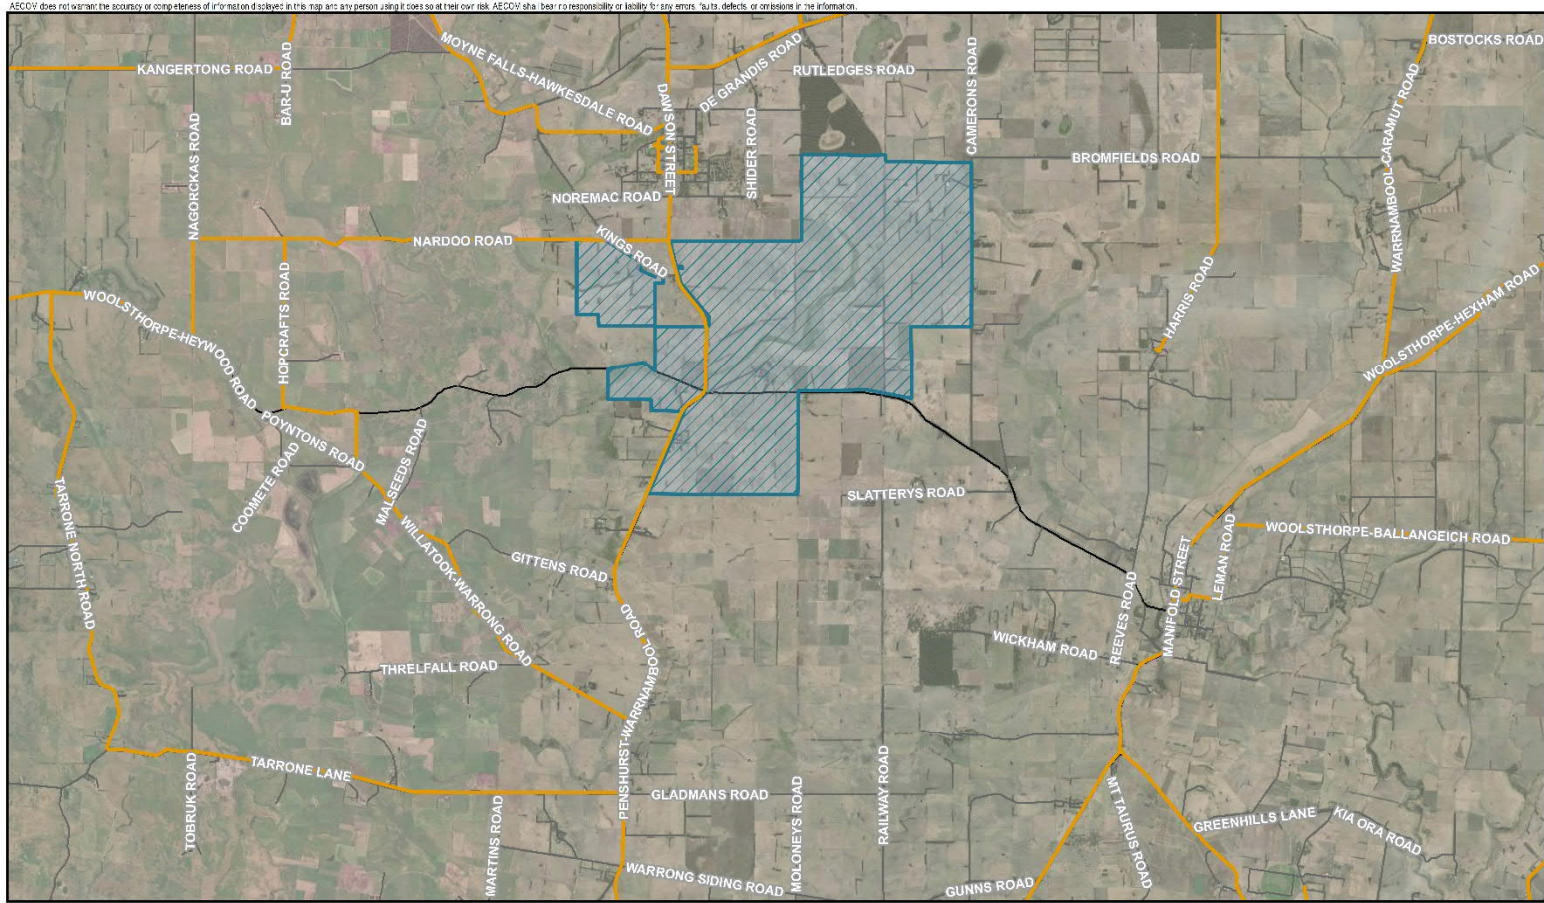 AECOM does not warrant the accuracy or completeness of information displayed in this map and any person using it does so at their own risk. AECOM shall bear no responsibility or liability for any errors, faults, defects, or omissions in the information.
BOSTOCKS ROAD
MOYNE FALLS-HAWKESDALE ROAD
DE GRANDIS ROAD
KANGERTONG ROAD
BAR-U ROAD
RUTLEDGES ROAD
CAMERONS ROAD
DAWSON STREET
WARRNAMBOOL-CARAMUT ROAD
NAGORCKAS ROAD
SHIDER ROAD
BROMFIELDS ROAD
NOREMAC ROAD
NARDOO ROAD
KINGS ROAD
HARRIS ROAD
WOOLSTHORPE-HEXHAM ROAD
WOOLSTHORPE-HEYWOOD ROAD
HOPCRAFTS ROAD
POYNTONS ROAD
COOMETE ROAD
MALSEEDS ROAD
SLATTERYS ROAD
WOOLSTHORPE-BALLANGEICH ROAD
TARRONE NORTH ROAD
WILLATOOK-WARRONG ROAD
GITTENS ROAD
MANIFOLD STREET
LEMAN ROAD
REEVES ROAD
WICKHAM ROAD
THRELFALL ROAD
PENSHURST-WARRNAMBOOL ROAD
TARRONE LANE
TOBRUK ROAD
GLADMANS ROAD
MARTINS ROAD
MOLONEYS ROAD
RAILWAY ROAD
MT TAURUS ROAD
GREENHILLS LANE
KIA ORA ROAD
WARRONG SIDING ROAD
GUNNS ROAD